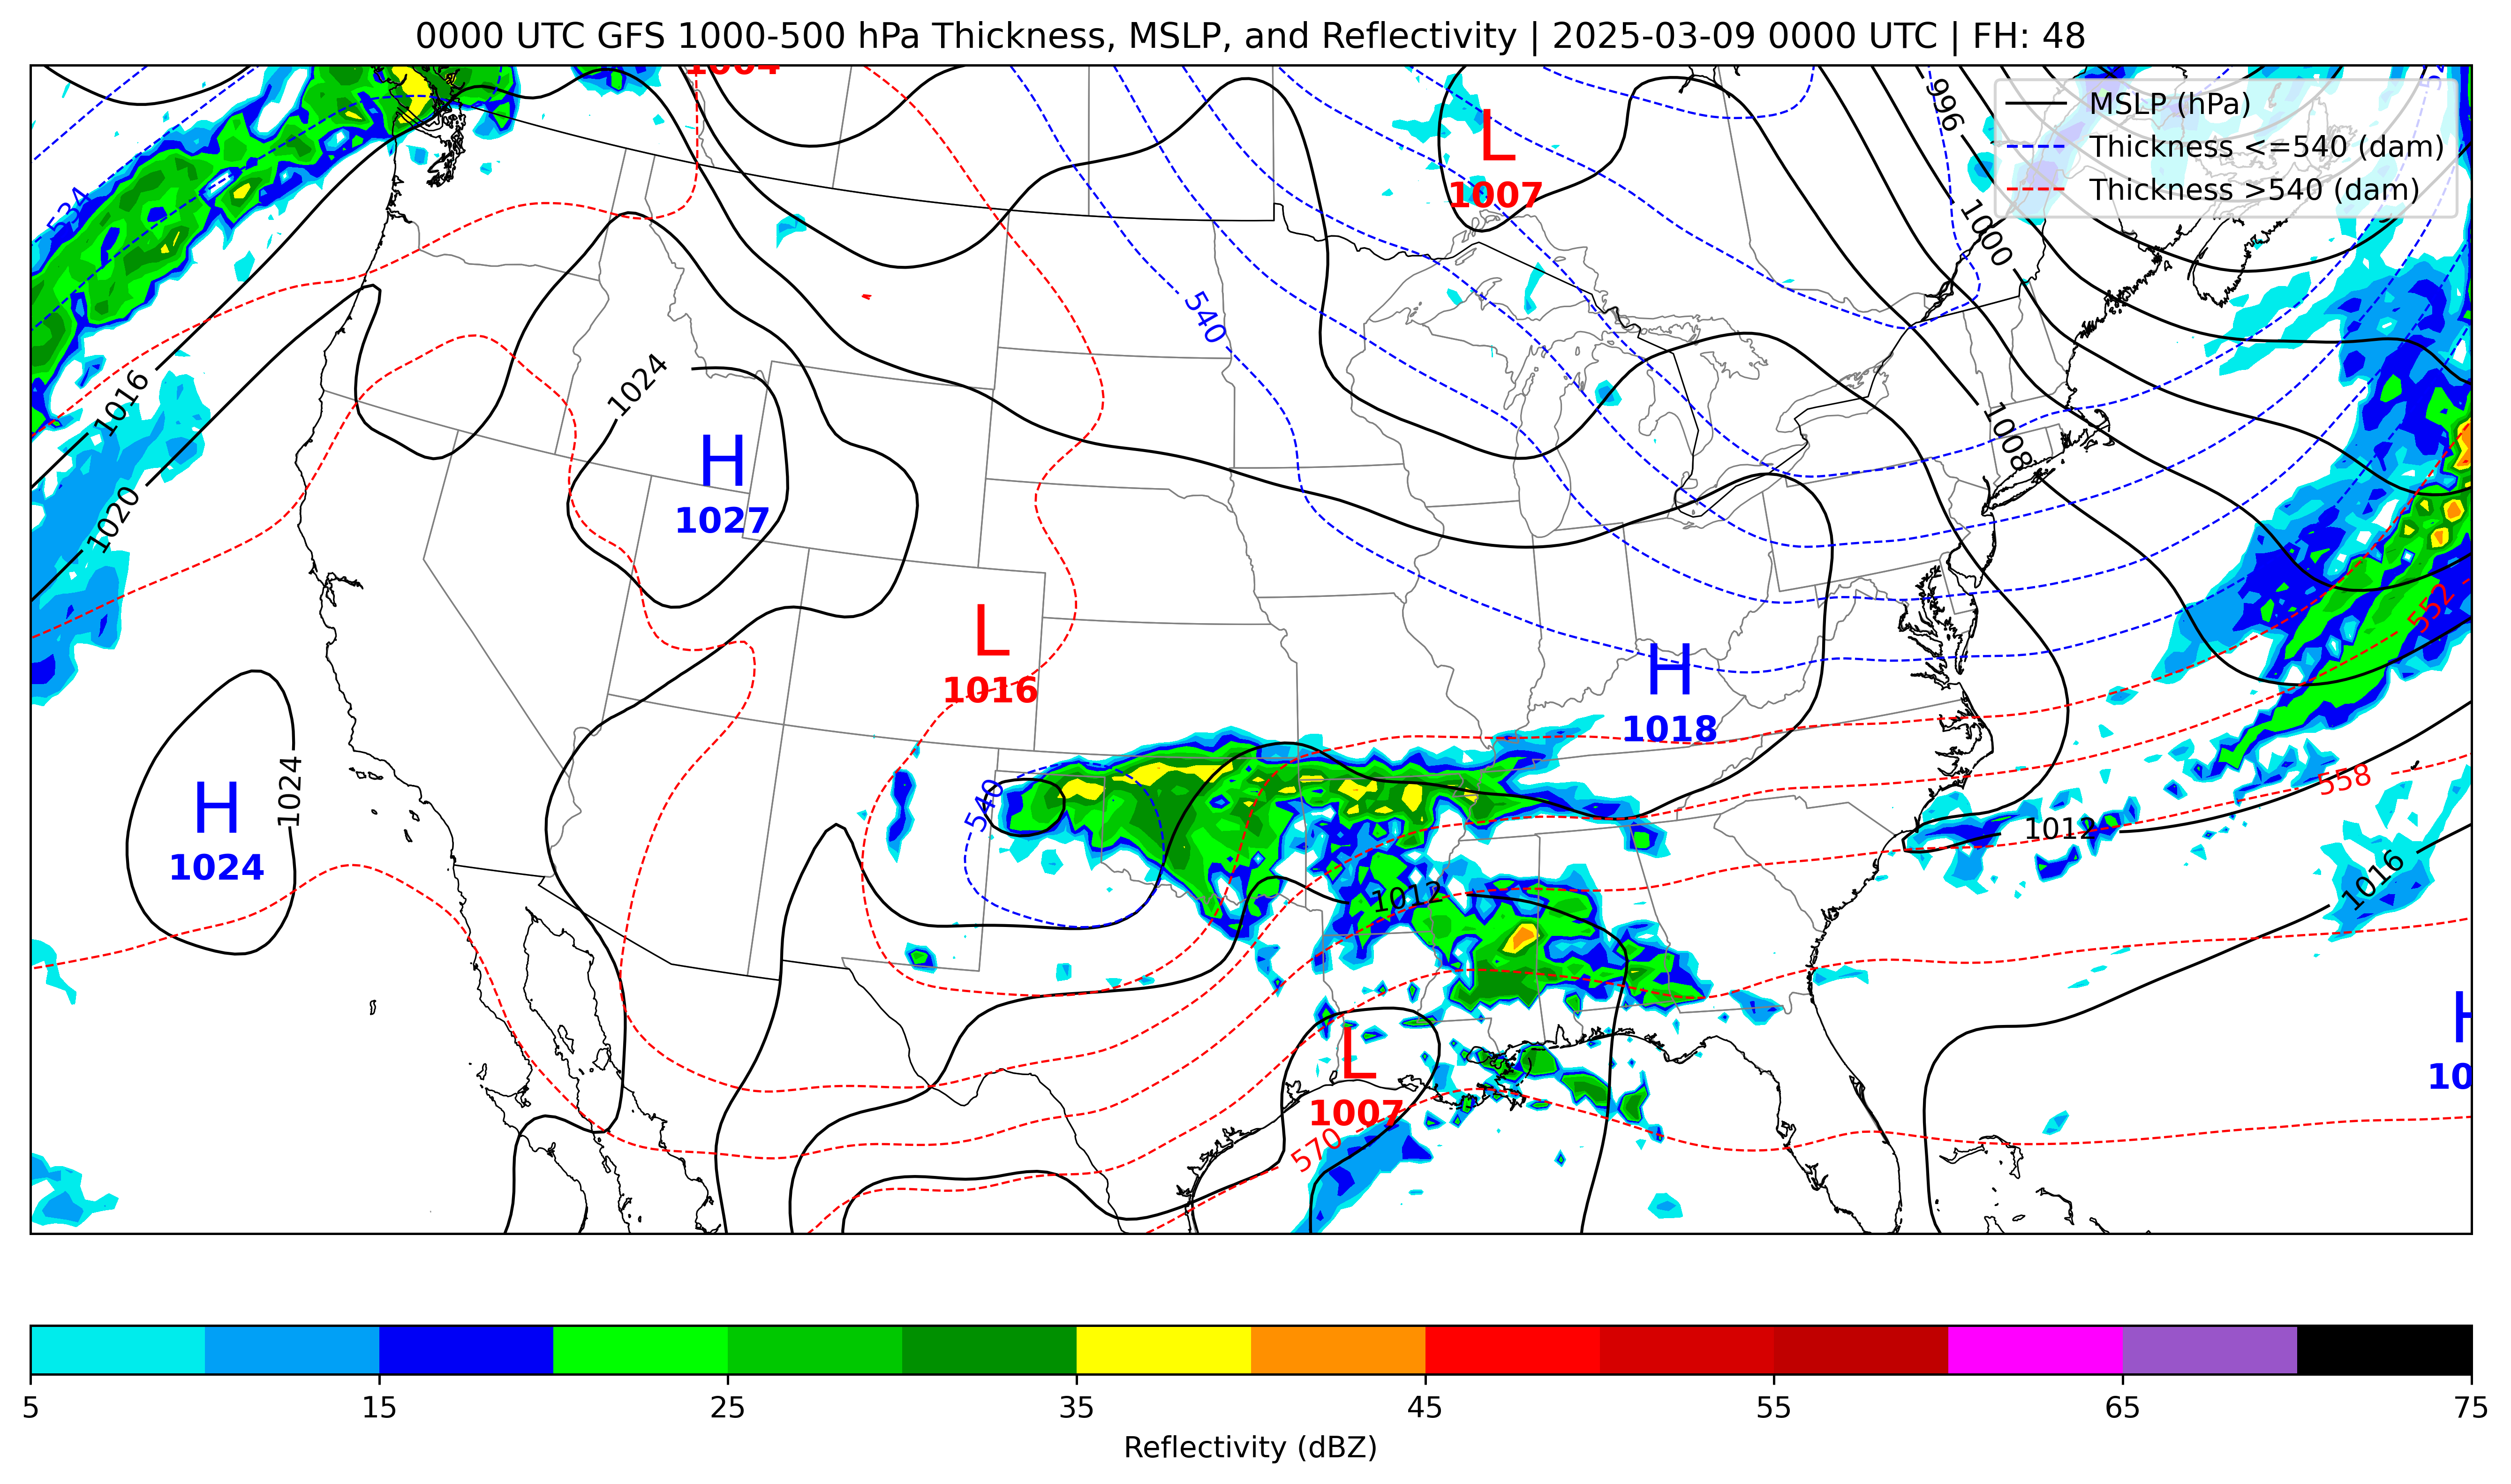 0000 UTC GFS 1000-500 hPa Thickness, MSLP, and Reflectivity | 2025-03-09 0000 UTC | FH: 48
1004
996
MSLP (hPa)
Thickness <=540 (dam)
Thickness >540 (dam)
L
1007
534
1000
540
1016
1024
1008
H
1027
1020
552
L
1016
H
1018
1024
540
558
H
1024
1012
1012
1016
H
10
L
1007
570
5 15 25 35 45 55 65 75
Reflectivity (dBZ)